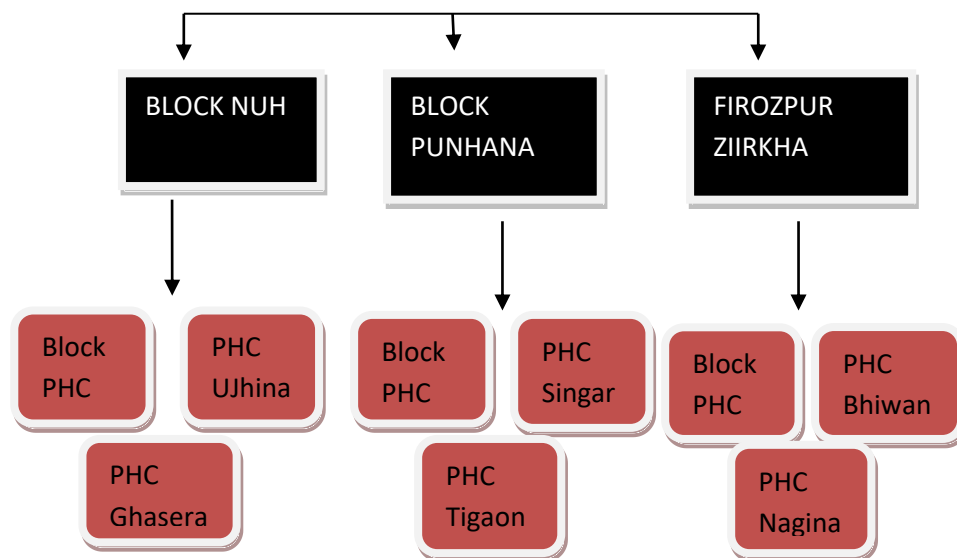 BLOCK NUH
BLOCK
PUNHANA
FIROZPUR
ZIIRKHA
Block
PHC
PHC
UJhina
PHC
Ghasera
Block
PHC
PHC
Singar
PHC
Tigaon
Block
PHC
PHC
Bhiwan
PHC
Nagina